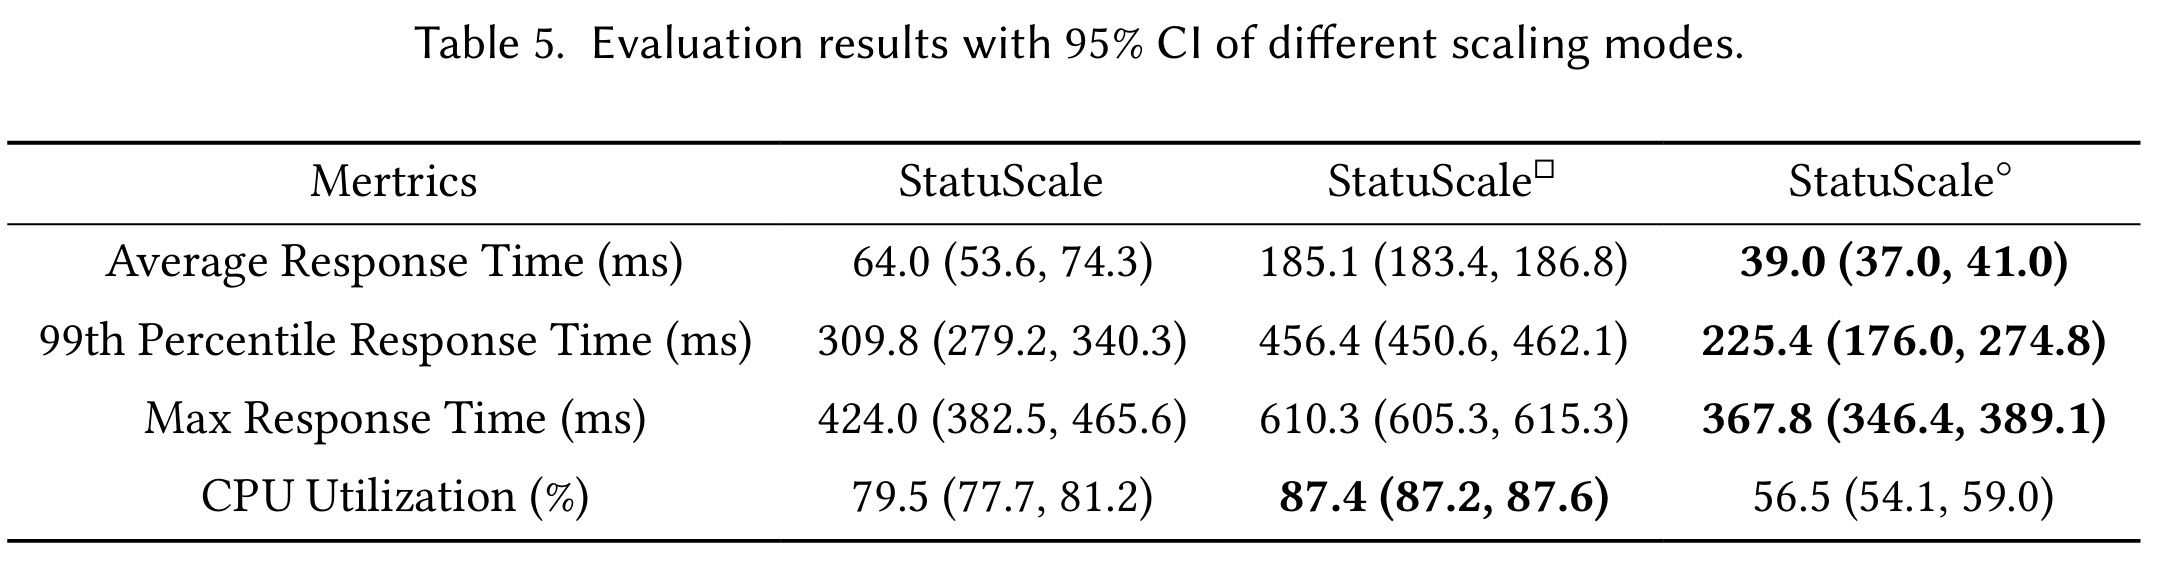 Table 5. Evaluation results with 95% CI of different scaling modes.
Mertrics StatuScale StatuScale□ StatuScale°
Average Response Time (ms) 64.0 (53.6, 74.3) 185.1 (183.4, 186.8) 39.0 (37.0, 41.0)
99th Percentile Response Time (ms) 309.8 (279.2, 340.3) 456.4 (450.6, 462.1) 225.4 (176.0, 274.8)
Max Response Time (ms) 424.0 (382.5, 465.6) 610.3 (605.3, 615.3) 367.8 (346.4, 389.1)
CPU Utilization (%) 79.5 (77.7, 81.2) 87.4 (87.2, 87.6) 56.5 (54.1, 59.0)